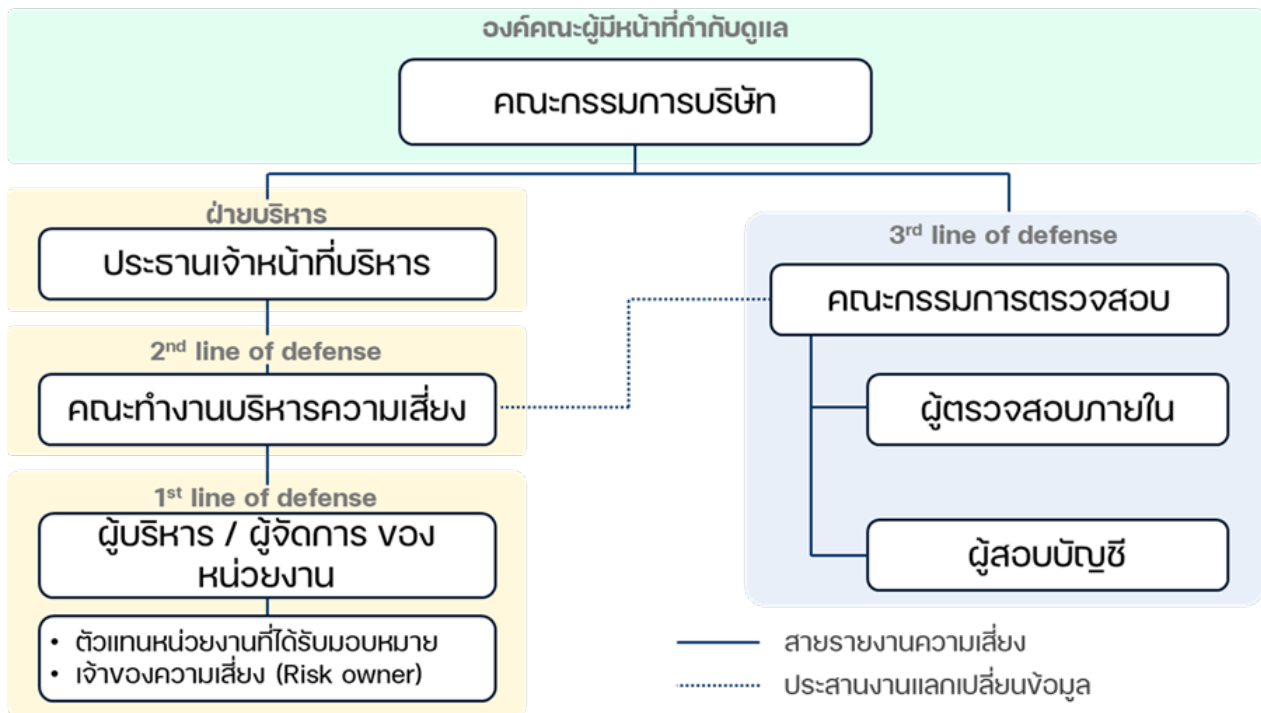 องค์คณะผู้มีหน้าที่กำกับดูแล
คณะกรรมการบริษัท
ฝ่ายบริหาร
ประธานเจ้าหน้าที่บริหาร
2nd line of defense
คณะทำงานบริหารความเสี่ยง
1st line of defense
ผู้บริหาร / ผู้จัดการ ของ
หน่วยงาน
• ตัวแทนหน่วยงานที่ได้รับมอบหมาย
• เจ้าของความเสี่ยง (Risk owner)
3rd line of defense
คณะกรรมการตรวจสอบ
ผู้ตรวจสอบภายใน
ผู้สอบบัญชี
สายรายงานความเสี่ยง
ประสานงานแลกเปลี่ยนข้อมูล